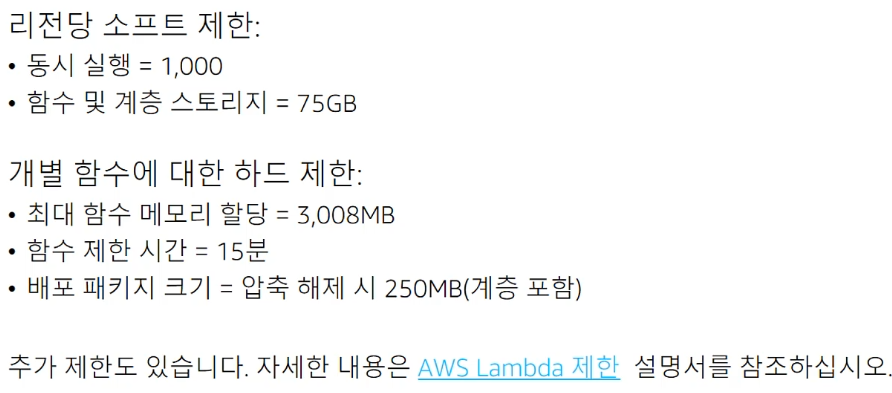 리전당 소프트 제한:
• 동시 실행 = 1,000
• 함수 및 계층 스토리지 = 75GB
개별 함수에 대한 하드 제한:
• 최대 함수 메모리 할당 = 3,008MB
• 함수 제한 시간 = 15분
• 배포 패키지 크기 = 압축 해제 시 250MB(계층 포함)
추가 제한도 있습니다. 자세한 내용은 AWS Lambda 제한 설명서를 참조하십시오.